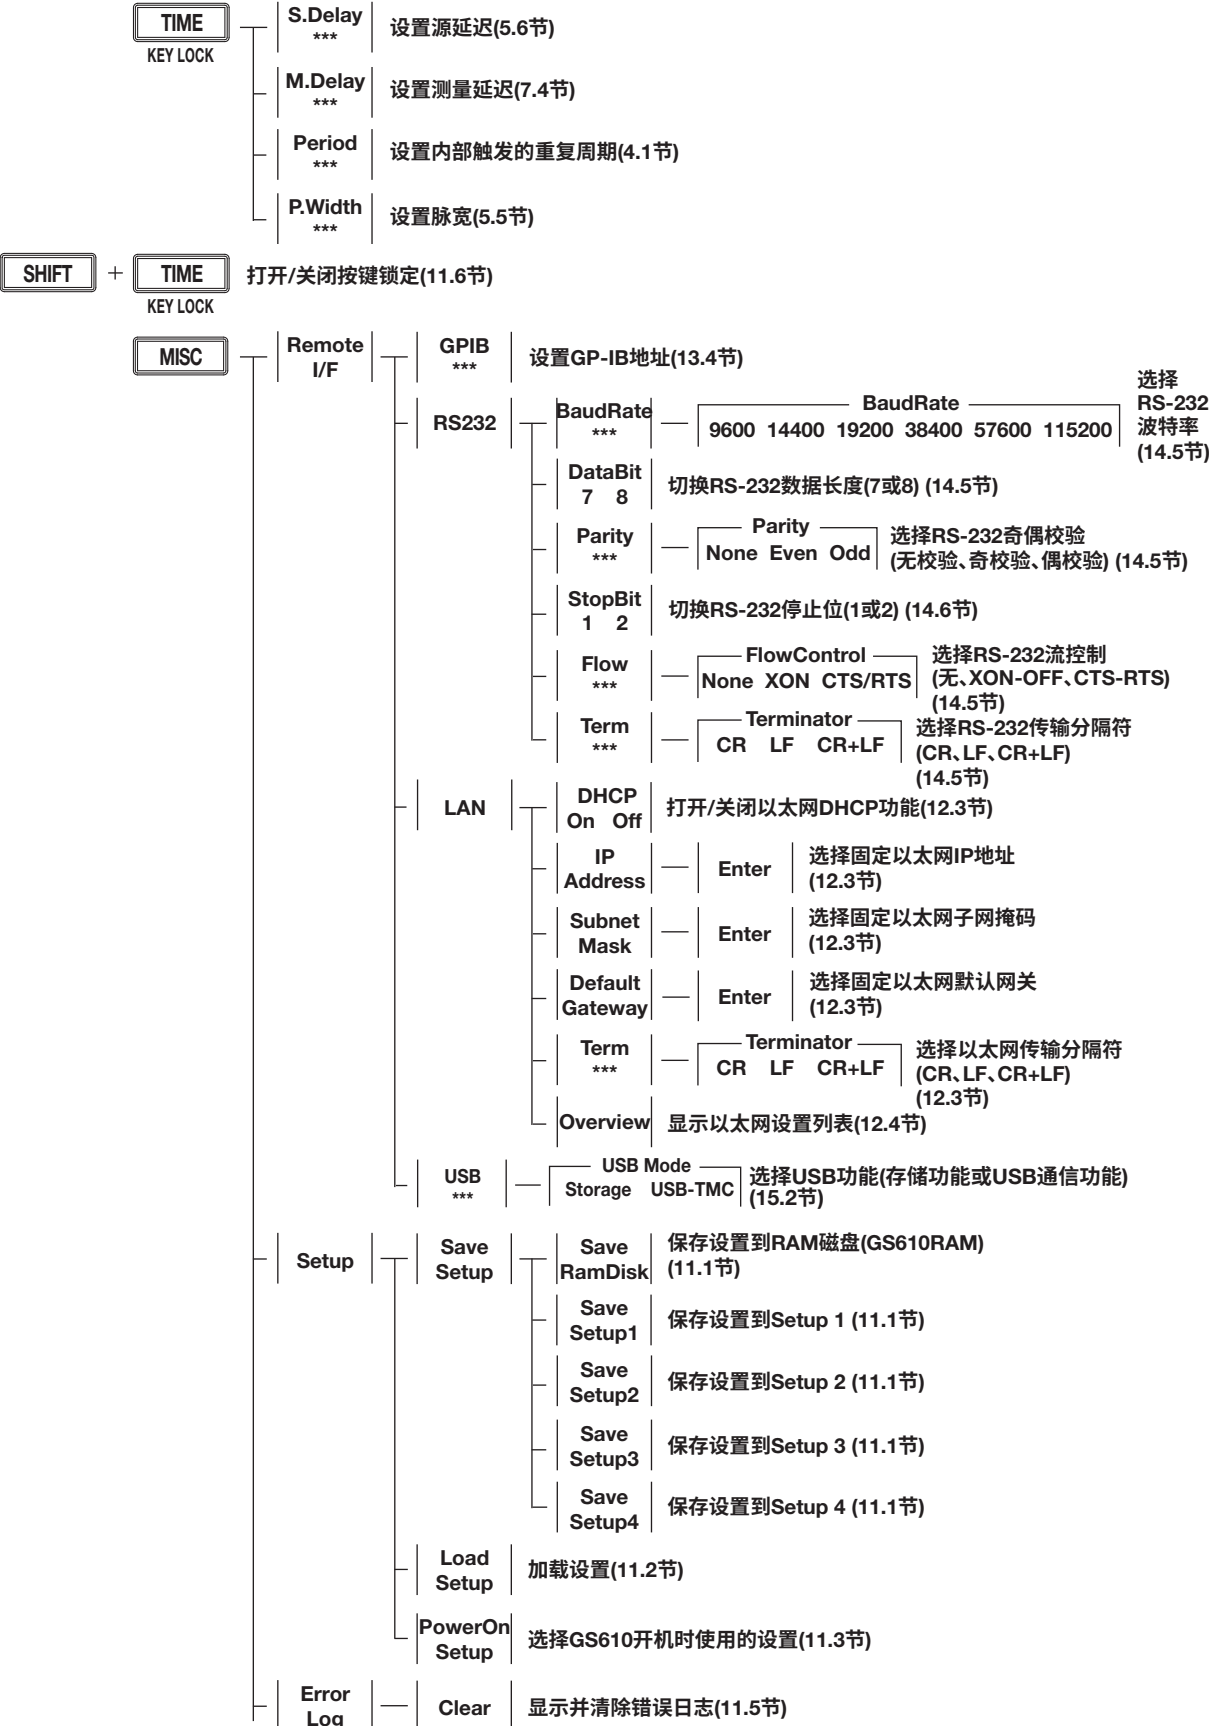 TIME
KEY LOCK
S.Delay
***
设置源延迟(5.6节)
M.Delay
***
设置测量延迟(7.4节)
Period
***
设置内部触发的重复周期(4.1节)
P.Width
***
设置脉宽(5.5节)
SHIFT + TIME
KEY LOCK
打开/关闭按键锁定(11.6节)
MISC
Remote
I/F
GPIB
***
设置GP-IB地址(13.4节)
RS232
BaudRate
***
BaudRate
9600 14400 19200 38400 57600 115200
选择
RS-232
波特率
(14.5节)
DataBit
7 8
切换RS-232数据长度(7或8) (14.5节)
Parity
***
Parity
None Even Odd
选择RS-232奇偶校验
(无校验、奇校验、偶校验) (14.5节)
StopBit
1 2
切换RS-232停止位(1或2) (14.6节)
Flow
***
FlowControl
None XON CTS/RTS
选择RS-232流控制
(无、XON-OFF、CTS-RTS)
(14.5节)
Term
***
Terminator
CR LF CR+LF
选择RS-232传输分隔符
(CR、LF、CR+LF)
(14.5节)
LAN
DHCP
On Off
打开/关闭以太网DHCP功能(12.3节)
IP
Address
Enter
选择固定以太网IP地址
(12.3节)
Subnet
Mask
Enter
选择固定以太网子网掩码
(12.3节)
Default
Gateway
Enter
选择固定以太网默认网关
(12.3节)
Term
***
Terminator
CR LF CR+LF
选择以太网传输分隔符
(CR、LF、CR+LF)
(12.3节)
Overview
显示以太网设置列表(12.4节)
USB
***
USB Mode
Storage USB-TMC
选择USB功能(存储功能或USB通信功能)
(15.2节)
Setup
Save
Setup
Save
RamDisk
保存设置到RAM磁盘(GS610RAM)
(11.1节)
Save
Setup1
保存设置到Setup 1 (11.1节)
Save
Setup2
保存设置到Setup 2 (11.1节)
Save
Setup3
保存设置到Setup 3 (11.1节)
Save
Setup4
保存设置到Setup 4 (11.1节)
Load
Setup
加载设置(11.2节)
PowerOn
Setup
选择GS610开机时使用的设置(11.3节)
Error
Log
Clear
显示并清除错误日志(11.5节)